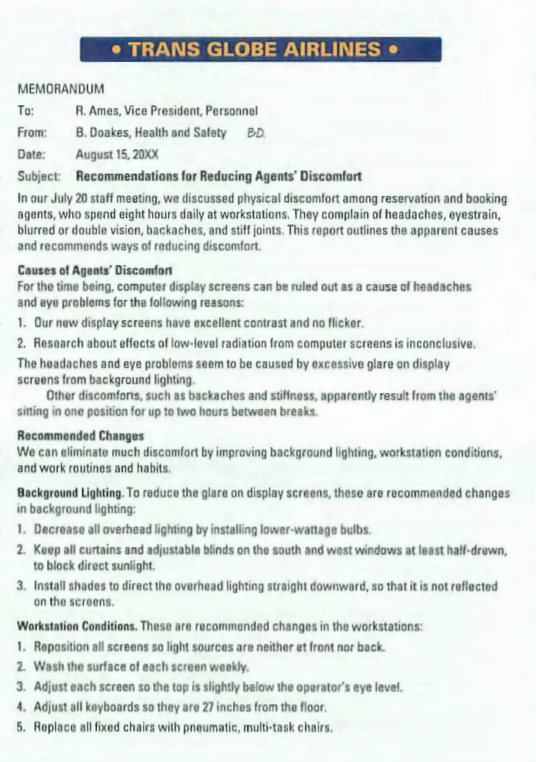 • TRANS GLOBE AIRLINES •
MEMORANDUM
To: R. Ames, Vice President, Personnel
From: B. Doakes, Health and Safety B.D.
Date: August 15, 20XX
Subject: Recommendations for Reducing Agents' Discomfort
In our July 20 staff meeting, we discussed physical discomfort among reservation and booking
agents, who spend eight hours daily at workstations. They complain of headaches, eyestrain,
blurred or double vision, backaches, and stiff joints. This report outlines the apparent causes
and recommends ways of reducing discomfort.
Causes of Agents' Discomfort
For the time being, computer display screens can be ruled out as a cause of headaches
and eye problems for the following reasons:
1. Our new display screens have excellent contrast and no flicker.
2. Research about effects of low-level radiation from computer screens is inconclusive.
The headaches and eye problems seem to be caused by excessive glare on display
screens from background lighting.
Other discomforts, such as backaches and stiffness, apparently result from the agents'
sitting in one position for up to two hours between breaks.
Recommended Changes
We can eliminate much discomfort by improving background lighting, workstation conditions,
and work routines and habits.
Background Lighting. To reduce the glare on display screens, these are recommended changes
in background lighting:
1. Decrease all overhead lighting by installing lower-wattage bulbs.
2. Keep all curtains and adjustable blinds on the south and west windows at least half-drawn,
to block direct sunlight.
3. Install shades to direct the overhead lighting straight downward, so that it is not reflected
on the screens.
Workstation Conditions. These are recommended changes in the workstations:
1. Reposition all screens so light sources are neither at front nor back.
2. Wash the surface of each screen weekly.
3. Adjust each screen so the top is slightly below the operator's eye level.
4. Adjust all keyboards so they are 27 inches from the floor.
5. Replace all fixed chairs with pneumatic, multi-task chairs.